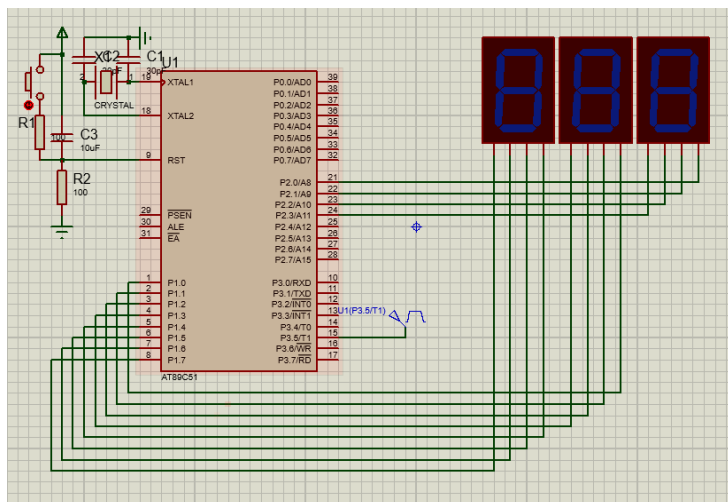 X1
C2
C1
30pF
U1
2
1
CRYSTAL
R1
C3
10uF
R2
100
19
XTAL1
18
XTAL2
9
RST
29
PSEN
30
ALE
31
EA
1
P1.0
2
P1.1
3
P1.2
4
P1.3
5
P1.4
6
P1.5
7
P1.6
8
P1.7
P0.0/AD0
39
P0.1/AD1
38
P0.2/AD2
37
P0.3/AD3
36
P0.4/AD4
35
P0.5/AD5
34
P0.6/AD6
33
P0.7/AD7
32
P2.0/A8
21
P2.1/A9
22
P2.2/A10
23
P2.3/A11
24
P2.4/A12
25
P2.5/A13
26
P2.6/A14
27
P2.7/A15
28
P3.0/RXD
10
P3.1/TXD
11
P3.2/INT0
12
P3.3/INT1
13
P3.4/T0
14
P3.5/T1
15
P3.6/WR
16
P3.7/RD
17
U1(P3.5/T1)
AT89C51